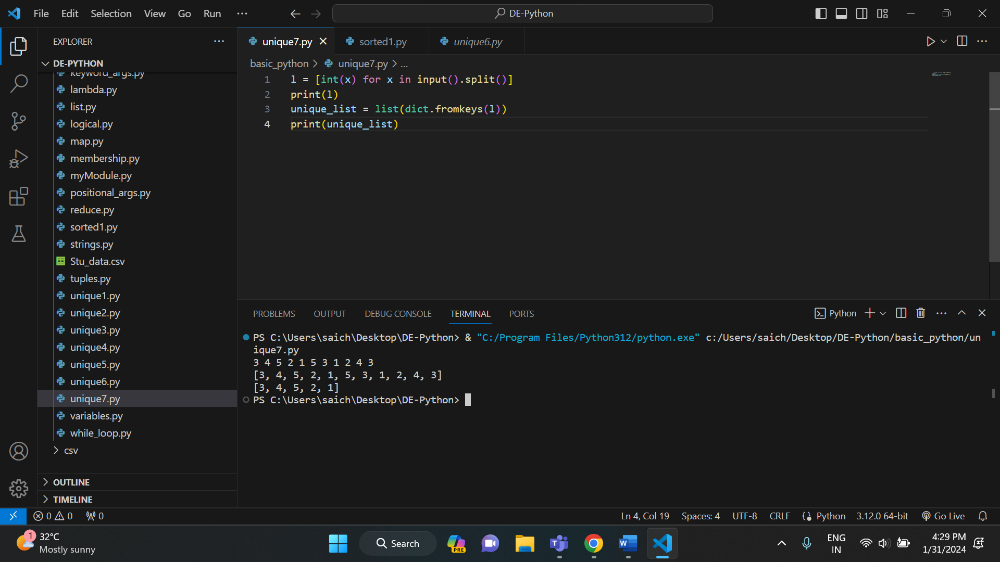 File Edit Selection View Go Run ··· DE-Python
EXPLORER ···
unique7.py sorted1.py unique6.py
DE-PYTHON
basic_python > unique7.py > ...
keyword_args.py
lambda.py
list.py
logical.py
map.py
membership.py
myModule.py
positional_args.py
reduce.py
sorted1.py
strings.py
Stu_data.csv
tuples.py
unique1.py
unique2.py
unique3.py
unique4.py
unique5.py
unique6.py
unique7.py
variables.py
while_loop.py
csv
OUTLINE
TIMELINE
1 l = [int(x) for x in input().split()]
2 print(l)
3 unique_list = list(dict.fromkeys(l))
4 print(unique_list)
PROBLEMS OUTPUT DEBUG CONSOLE TERMINAL PORTS Python
PS C:\Users\saich\Desktop\DE-Python> & "C:/Program Files/Python312/python.exe" c:/Users/saich/Desktop/DE-Python/basic_python/un
ique7.py
3 4 5 2 1 5 3 1 2 4 3
[3, 4, 5, 2, 1, 5, 3, 1, 2, 4, 3]
[3, 4, 5, 2, 1]
PS C:\Users\saich\Desktop\DE-Python>
0 0 0 Ln 4, Col 19 Spaces: 4 UTF-8 CRLF Python 3.12.0 64-bit Go Live
1 32°C
Mostly sunny
Search
PRE
ENG
IN
4:29 PM
1/31/2024